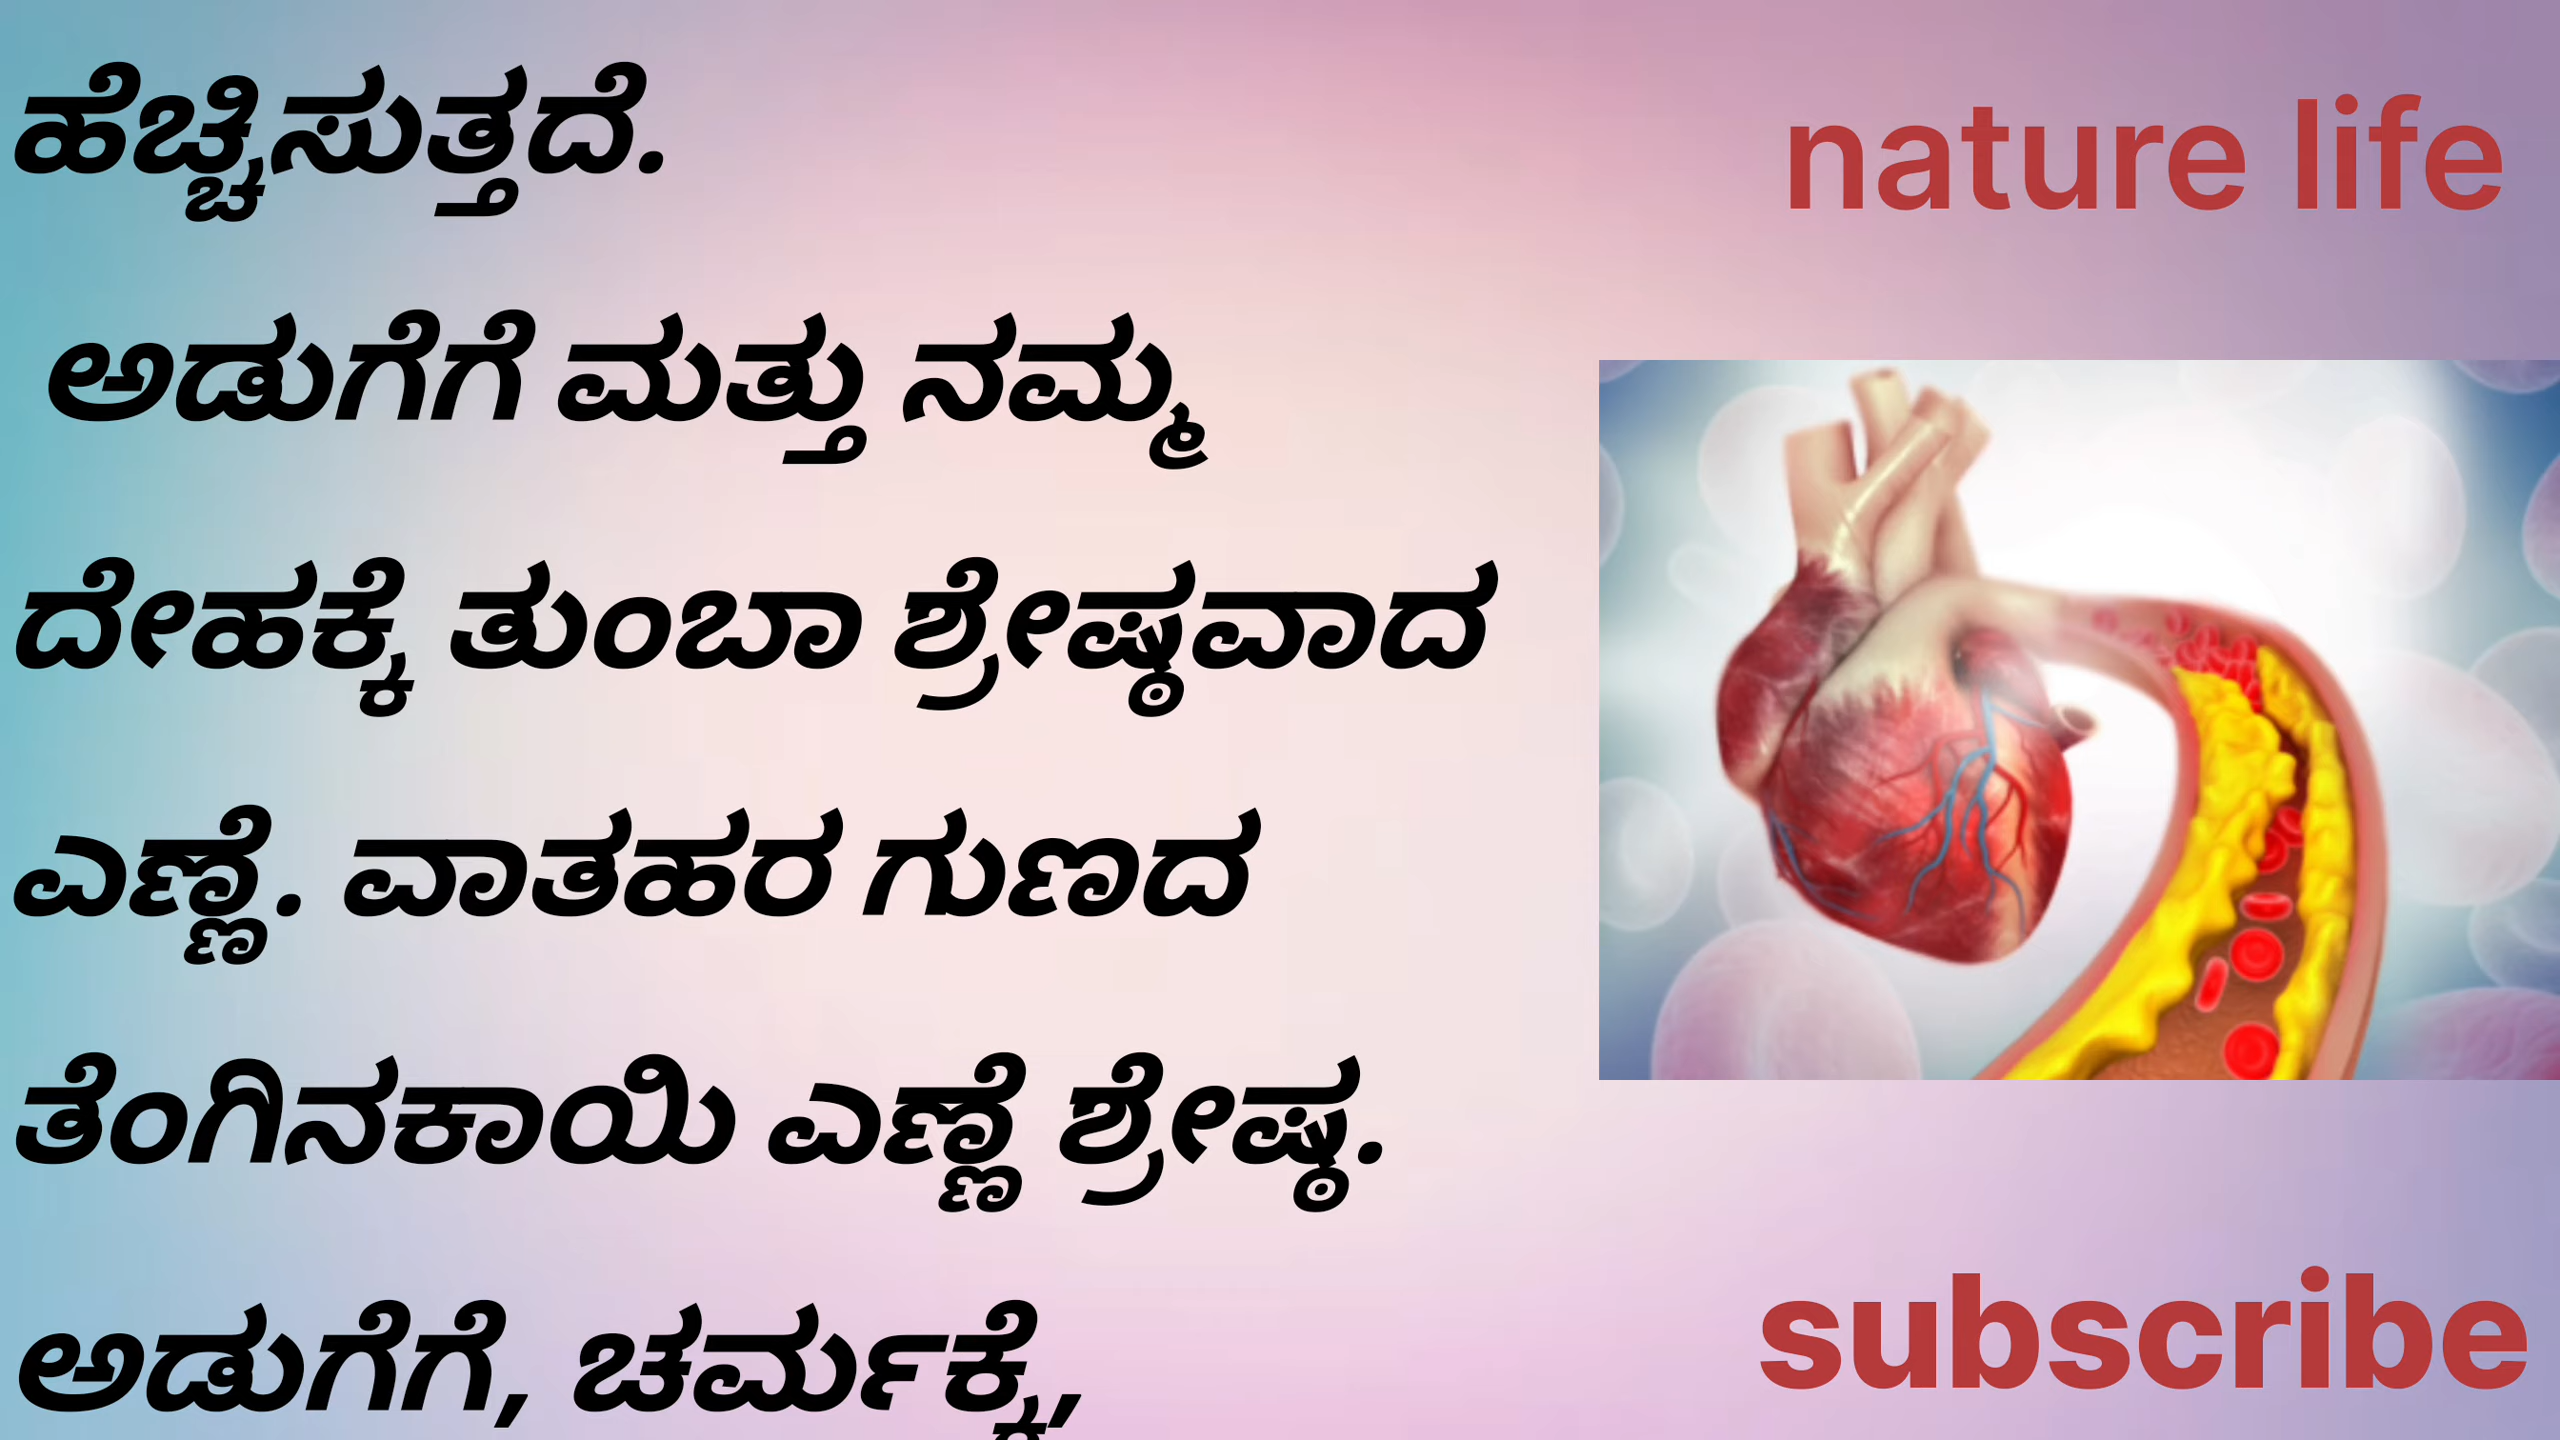 ಹೆಚ್ಚಿಸುತ್ತದೆ.
ಅಡುಗೆಗೆ ಮತ್ತು ನಮ್ಮ
ದೇಹಕ್ಕೆ ತುಂಬಾ ಶ್ರೇಷ್ಠವಾದ
ಎಣ್ಣೆ. ವಾತಹರ ಗುಣದ
ತೆಂಗಿನಕಾಯಿ ಎಣ್ಣೆ ಶ್ರೇಷ್ಠ.
ಅಡುಗೆಗೆ, ಚರ್ಮಕ್ಕೆ,
nature life
subscribe